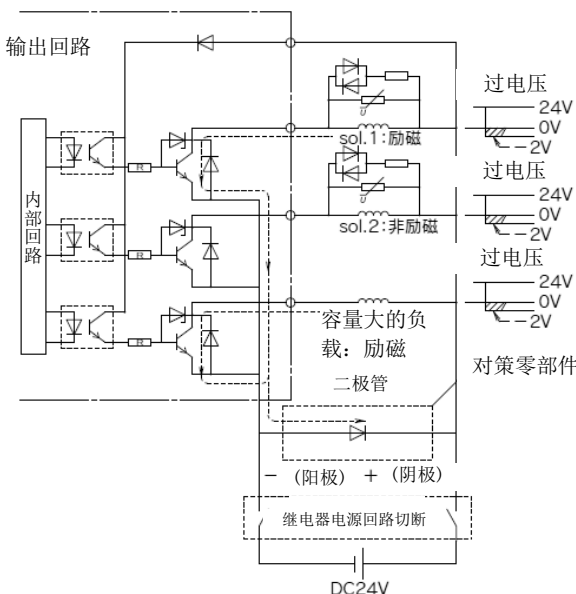 输出回路
过电压
24V
0V
-2V
sol.1:励磁
内部回路
R
过电压
24V
0V
-2V
sol.2:非励磁
R
过电压
24V
0V
-2V
容量大的负
载：励磁
R
对策零部件
二极管
- (阳极) + (阴极)
继电器电源回路切断
DC24V